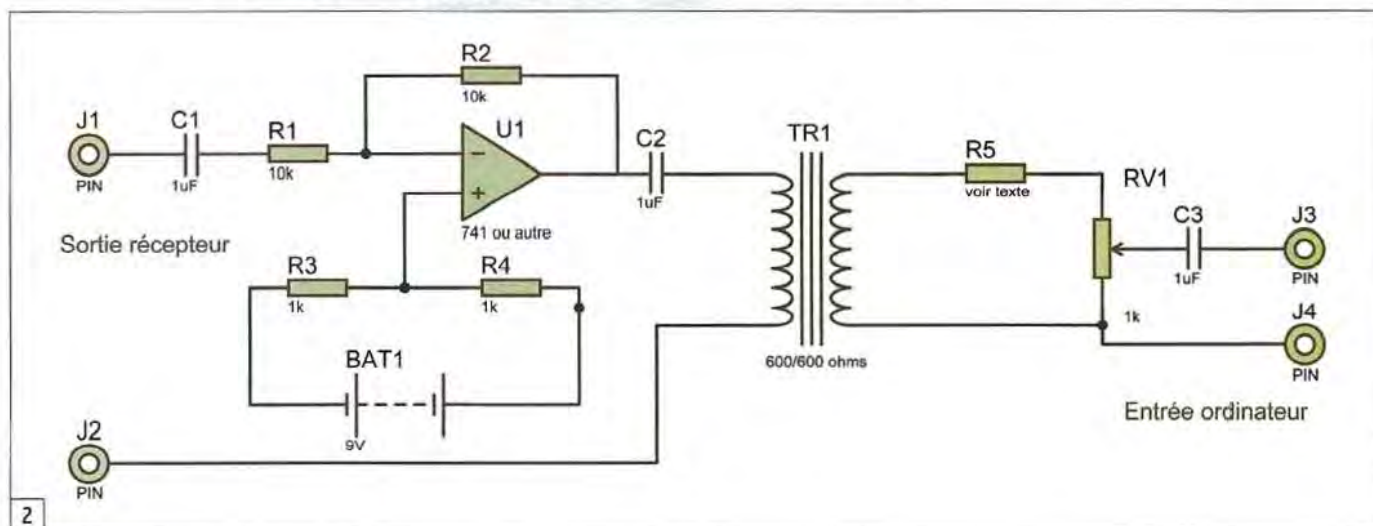 R2
10k
J1
C1
R1
U1
C2
TR1
R5
RV1
PIN
1uF
10k
−
+
1uF
voir texte
C3
J3
741 ou autre
1uF
PIN
Sortie récepteur
R3
R4
1k
1k
1k
J4
BAT1
600/600 ohms
PIN
J2
9V
Entrée ordinateur
PIN
2